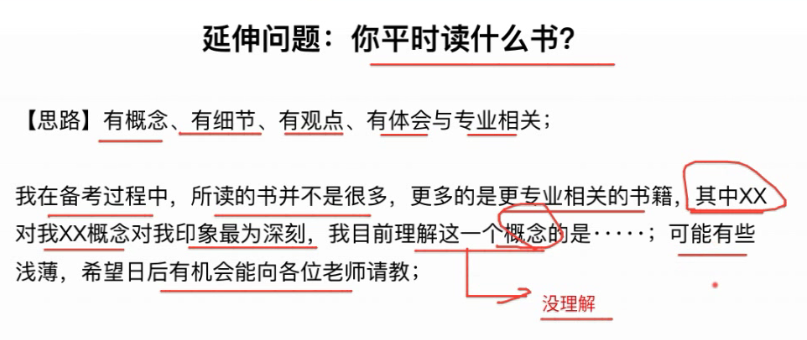 延伸问题：你平时读什么书?
【思路】有概念、有细节、有观点、有体会与专业相关；
我在备考过程中，所读的书并不是很多，更多的是更专业相关的书籍，其中XX
对我XX概念对我印象最为深刻，我目前理解这一个概念的是·····；可能有些
浅薄，希望日后有机会能向各位老师请教；
没理解